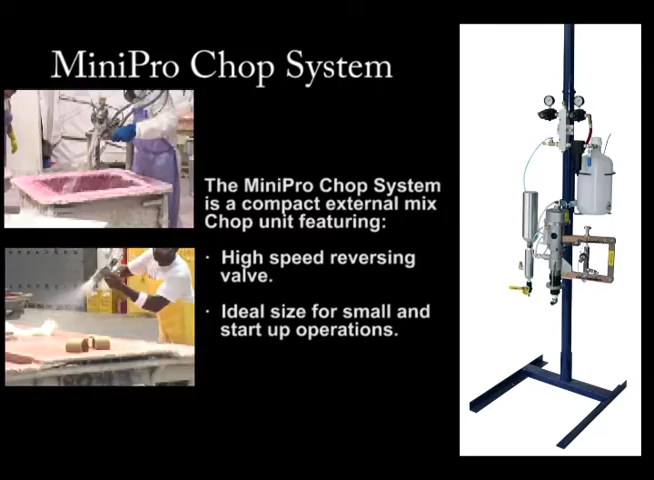 MiniPro Chop System
The MiniPro Chop System
is a compact external mix
Chop unit featuring:
· High speed reversing
valve.
· Ideal size for small and
start up operations.